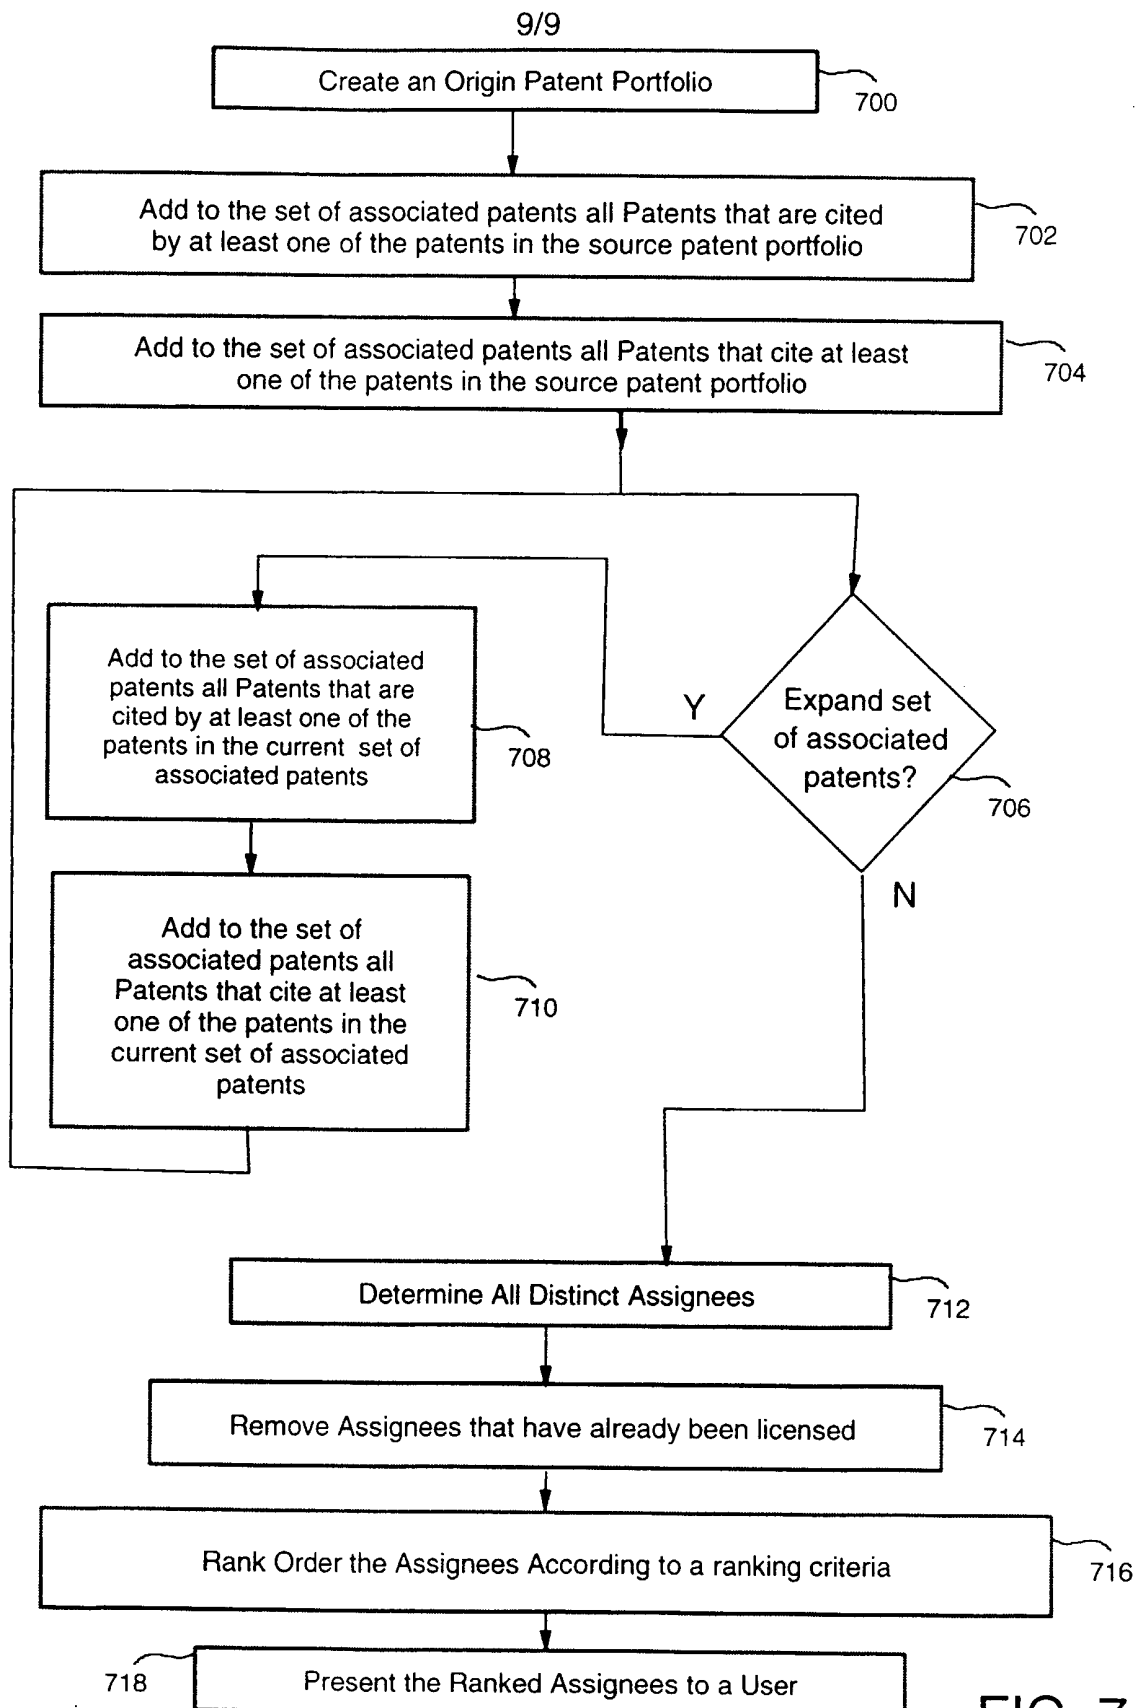 9/9
Create an Origin Patent Portfolio
700
Add to the set of associated patents all Patents that are cited
by at least one of the patents in the source patent portfolio
702
Add to the set of associated patents all Patents that cite at least
one of the patents in the source patent portfolio
704
Add to the set of associated
patents all Patents that are
cited by at least one of the
patents in the current set of
associated patents
708
Y
Expand set
of associated
patents?
706
N
Add to the set of
associated patents all
Patents that cite at least
one of the patents in the
current set of associated
patents
710
Determine All Distinct Assignees
712
Remove Assignees that have already been licensed
714
Rank Order the Assignees According to a ranking criteria
716
718
Present the Ranked Assignees to a User
FIG. 7